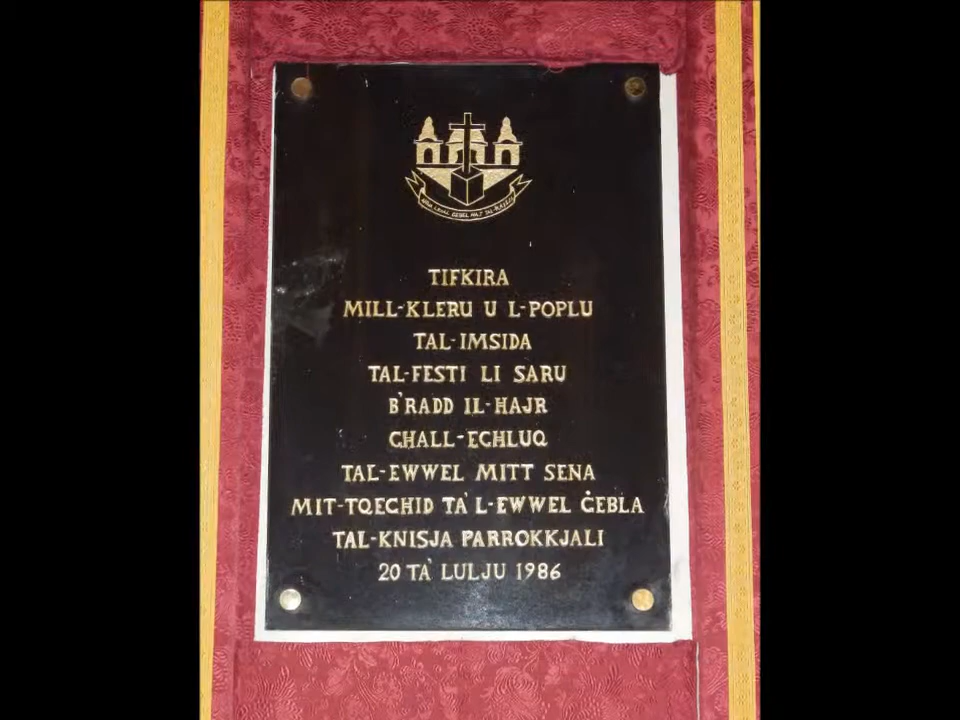 TIFKIRA
MILL-KLERU U L-POPLU
TAL-IMSIDA
TAL-FESTI LI SARU
B'RADD IL-HAJR
GHALL-EGHLUQ
TAL-EWWEL MITT SENA
MIT-TQEGHID TA' L-EWWEL ĠEBLA
TAL-KNISJA PARROKKJALI
20 TA' LULJU 1986